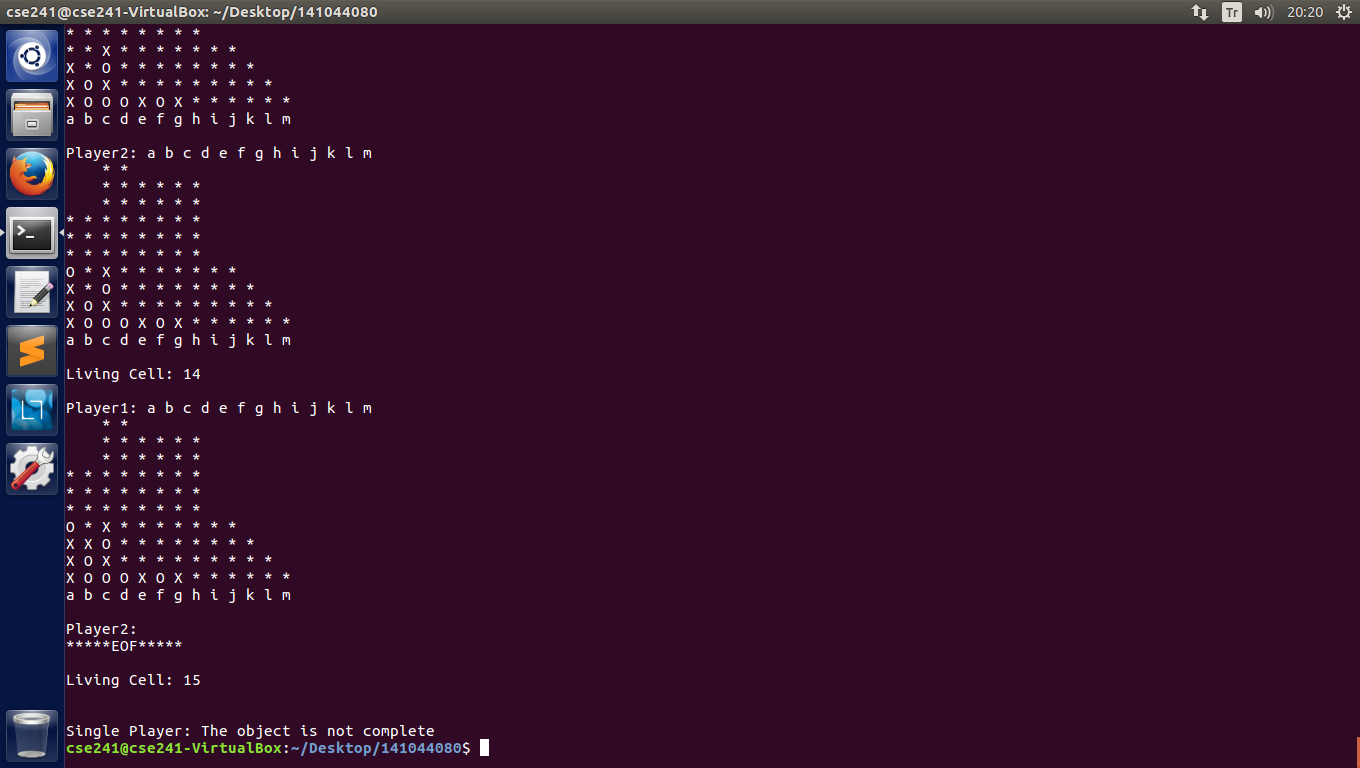 cse241@cse241-VirtualBox: ~/Desktop/141044080 Tr 20:20
* * * * * * * *
* * X * * * * * * *
X * O * * * * * * * *
X O X * * * * * * * * *
X O O O X O X * * * * * *
a b c d e f g h i j k l m

Player2: a b c d e f g h i j k l m
    * *
    * * * * * *
    * * * * * *
* * * * * * * *
* * * * * * * *
* * * * * * * *
O * X * * * * * * *
X * O * * * * * * * *
X O X * * * * * * * * *
X O O O X O X * * * * * *
a b c d e f g h i j k l m

Living Cell: 14

Player1: a b c d e f g h i j k l m
    * *
    * * * * * *
    * * * * * *
* * * * * * * *
* * * * * * * *
* * * * * * * *
O * X * * * * * * *
X X O * * * * * * * *
X O X * * * * * * * * *
X O O O X O X * * * * * *
a b c d e f g h i j k l m

Player2:
*****EOF*****

Living Cell: 15

Single Player: The object is not complete
cse241@cse241-VirtualBox:~/Desktop/141044080$